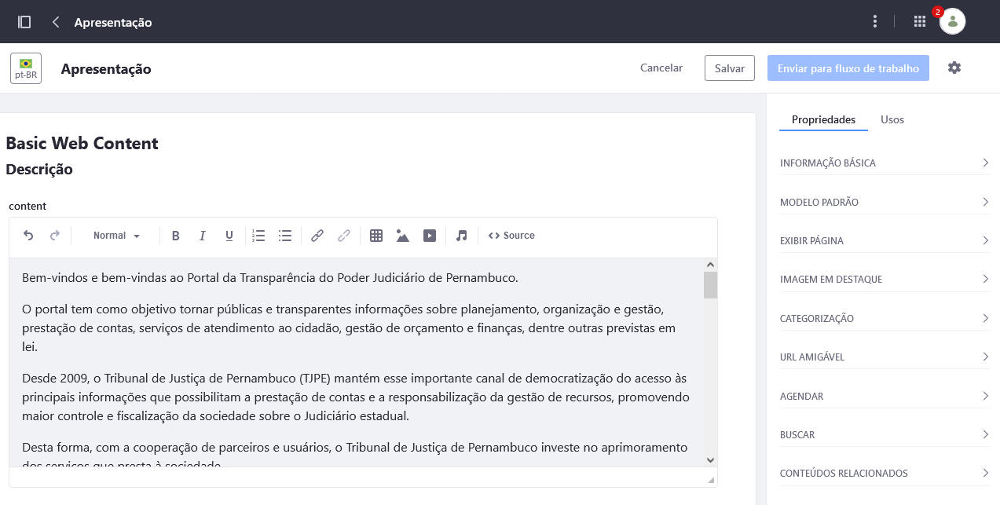 Apresentação
2
pt-BR
Apresentação
Cancelar
Salvar
Enviar para fluxo de trabalho
Propriedades
Usos
Basic Web Content
Descrição
content
Normal
B I U
Source
Bem-vindos e bem-vindas ao Portal da Transparência do Poder Judiciário de Pernambuco.
O portal tem como objetivo tornar públicas e transparentes informações sobre planejamento, organização e gestão,
prestação de contas, serviços de atendimento ao cidadão, gestão de orçamento e finanças, dentre outras previstas em
lei.
Desde 2009, o Tribunal de Justiça de Pernambuco (TJPE) mantém esse importante canal de democratização do acesso às
principais informações que possibilitam a prestação de contas e a responsabilização da gestão de recursos, promovendo
maior controle e fiscalização da sociedade sobre o Judiciário estadual.
Desta forma, com a cooperação de parceiros e usuários, o Tribunal de Justiça de Pernambuco investe no aprimoramento
dos serviços que presta à sociedade.
INFORMAÇÃO BÁSICA
MODELO PADRÃO
EXIBIR PÁGINA
IMAGEM EM DESTAQUE
CATEGORIZAÇÃO
URL AMIGÁVEL
AGENDAR
BUSCAR
CONTEÚDOS RELACIONADOS